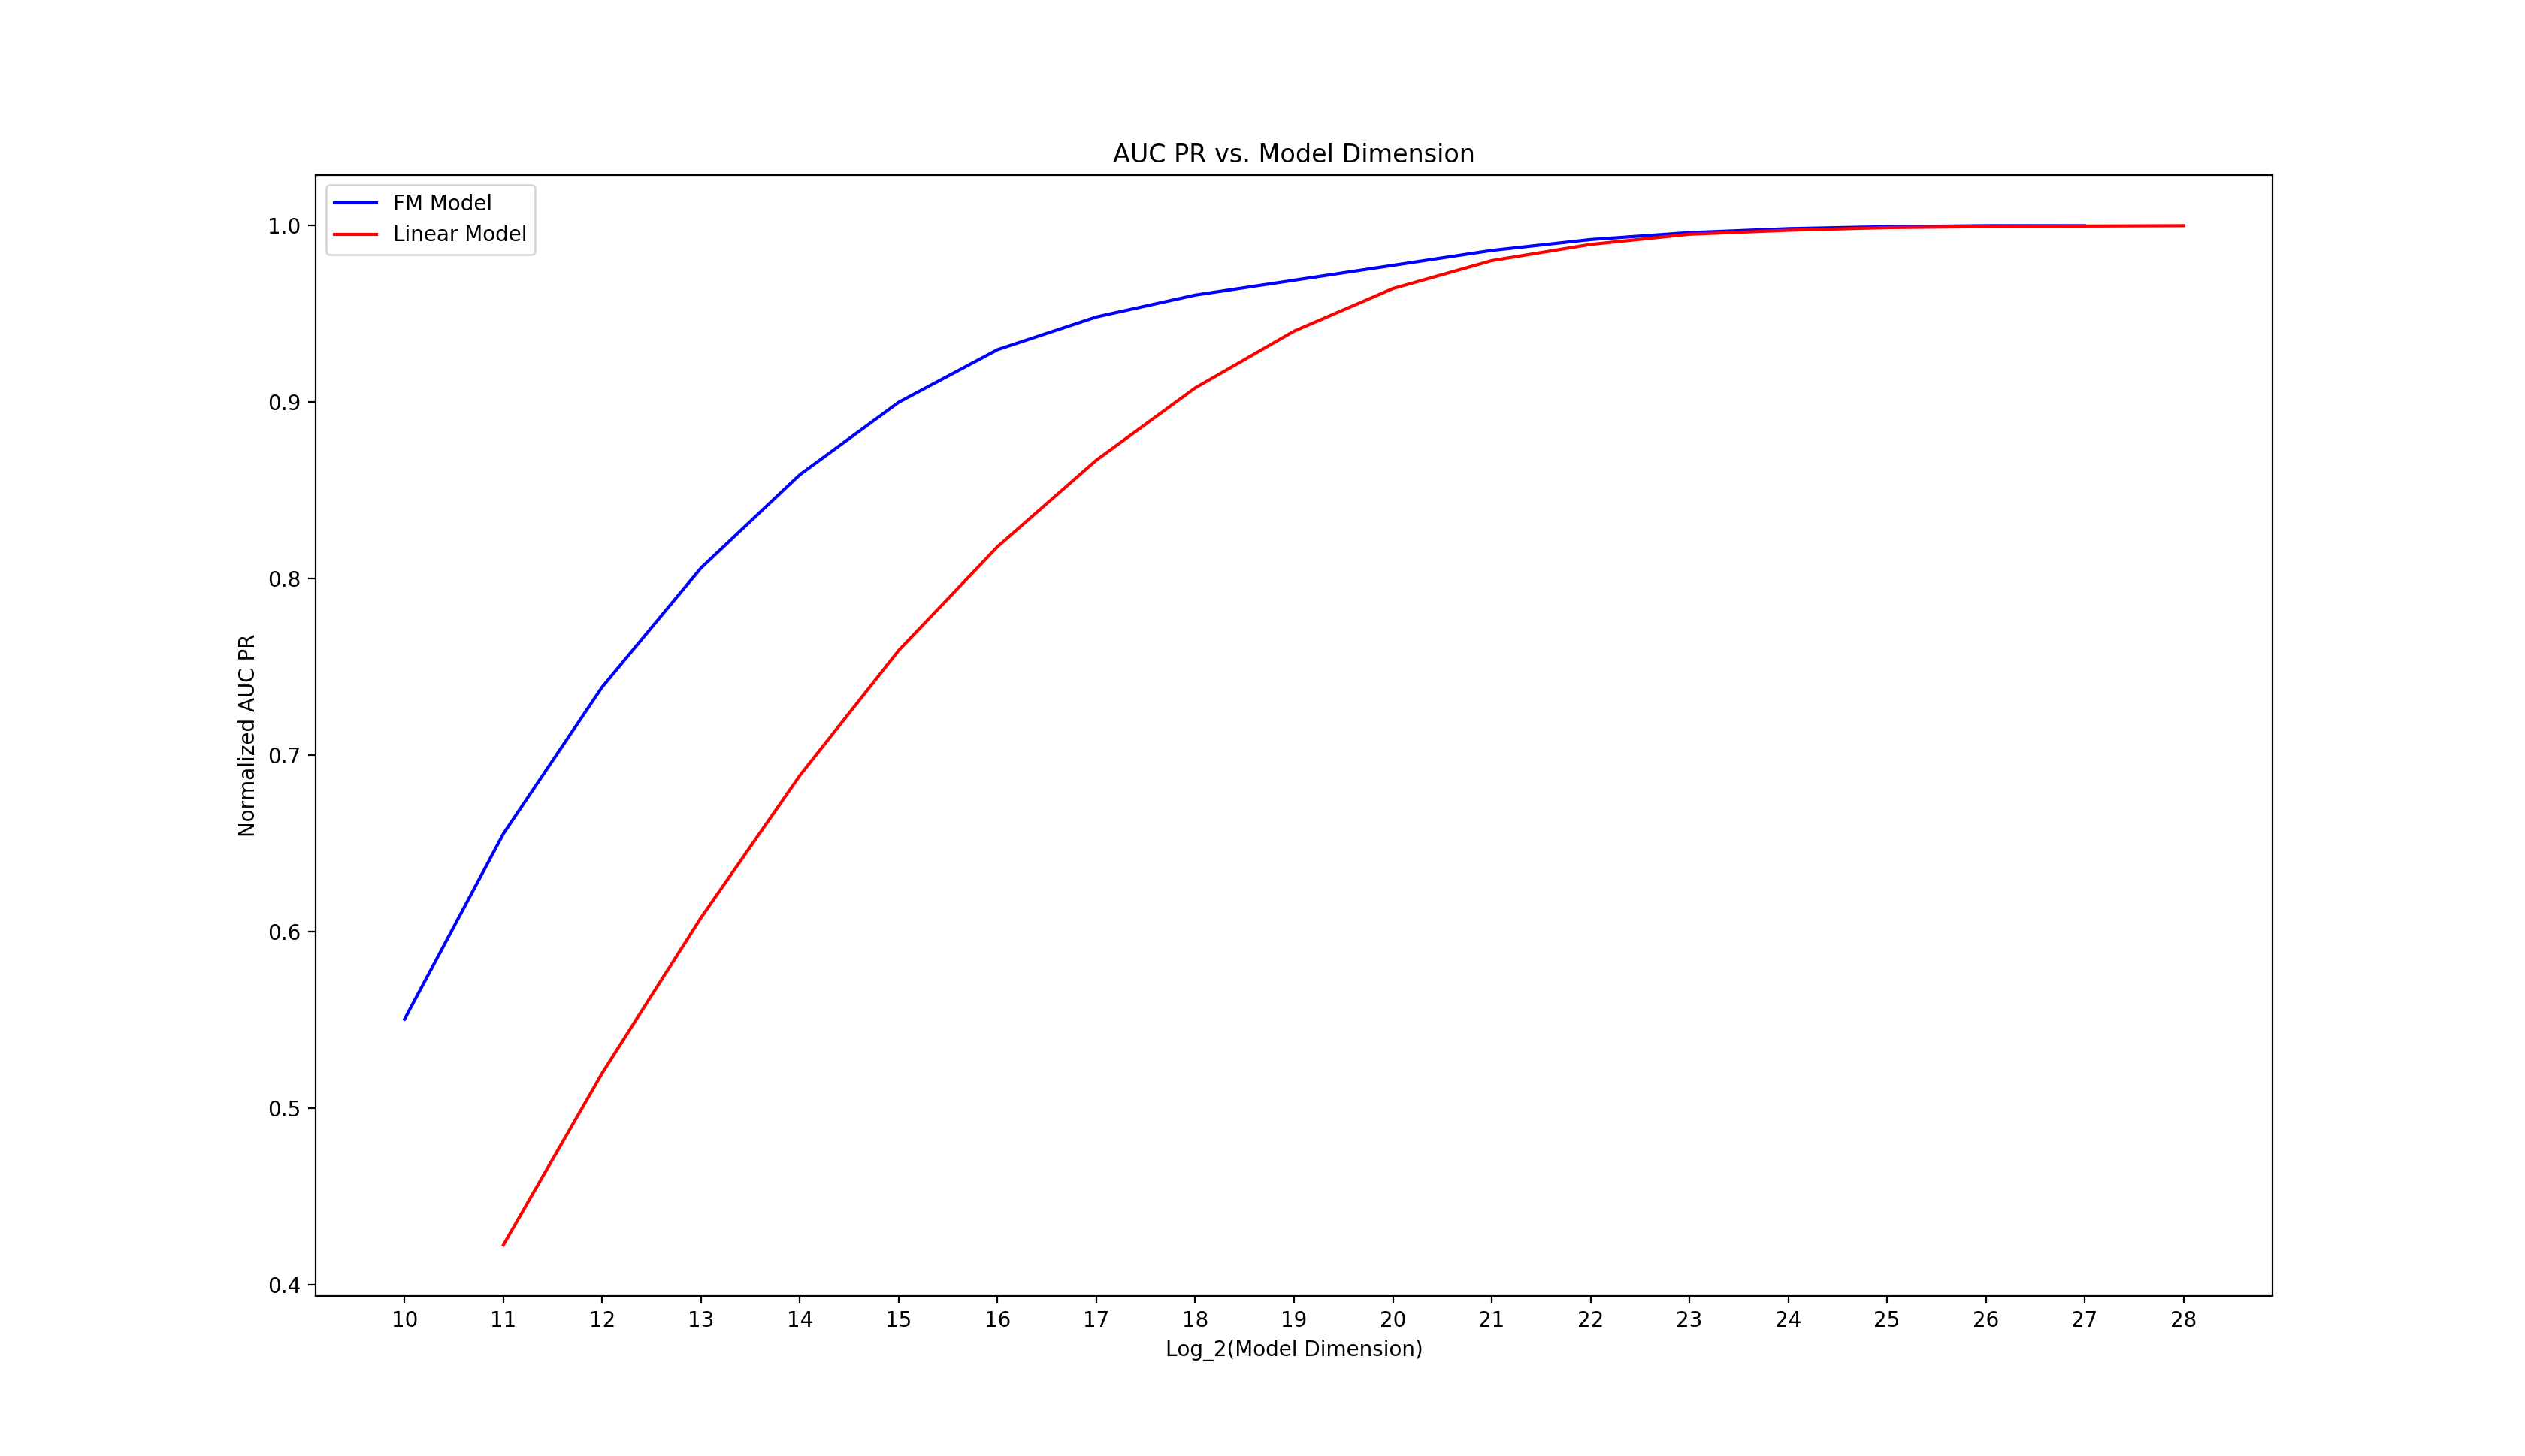 AUC PR vs. Model Dimension
FM Model
Linear Model
1.0
0.9
0.8
0.7
0.6
0.5
0.4
Normalized AUC PR
10 11 12 13 14 15 16 17 18 19 20 21 22 23 24 25 26 27 28
Log_2(Model Dimension)